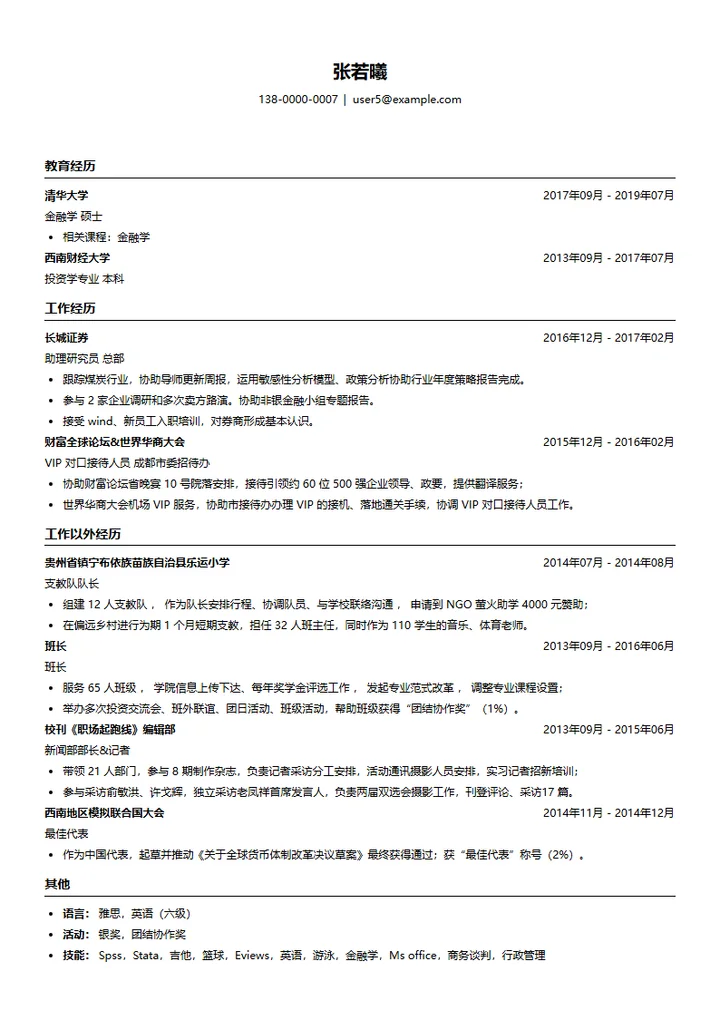 张若曦
138-0000-0007 | user5@example.com
教育经历
清华大学 2017年09月 - 2019年07月
金融学 硕士
• 相关课程：金融学
西南财经大学 2013年09月 - 2017年07月
投资学专业 本科
工作经历
长城证券 2016年12月 - 2017年02月
助理研究员 总部
• 跟踪煤炭行业，协助导师更新周报，运用敏感性分析模型、政策分析协助行业年度策略报告完成。
• 参与 2 家企业调研和多次卖方路演。协助非银金融小组专题报告。
• 接受 wind、新员工入职培训，对券商形成基本认识。
财富全球论坛&世界华商大会 2015年12月 - 2016年02月
VIP 对口接待人员 成都市委招待办
• 协助财富论坛省晚宴 10 号院落安排，接待引领约 60 位 500 强企业领导、政要，提供翻译服务；
• 世界华商大会机场 VIP 服务，协助市接待办办理 VIP 的接机、落地通关手续，协调 VIP 对口接待人员工作。
工作以外经历
贵州省镇宁布依族苗族自治县乐运小学 2014年07月 - 2014年08月
支教队队长
• 组建 12 人支教队 ， 作为队长安排行程、协调队员、与学校联络沟通 ， 申请到 NGO 萤火助学 4000 元赞助；
• 在偏远乡村进行为期 1 个月短期支教，担任 32 人班主任，同时作为 110 学生的音乐、体育老师。
班长 2013年09月 - 2016年06月
班长
• 服务 65 人班级 ， 学院信息上传下达、每年奖学金评选工作 ， 发起专业范式改革 ， 调整专业课程设置；
• 举办多次投资交流会、班外联谊、团日活动、班级活动，帮助班级获得“团结协作奖”（1%）。
校刊《职场起跑线》编辑部 2013年09月 - 2015年06月
新闻部部长&记者
• 带领 21 人部门，参与 8 期制作杂志，负责记者采访分工安排，活动通讯摄影人员安排，实习记者招新培训；
• 参与采访俞敏洪、许戈辉，独立采访老凤祥首席发言人，负责两届双选会摄影工作，刊登评论、采访17 篇。
西南地区模拟联合国大会 2014年11月 - 2014年12月
最佳代表
• 作为中国代表，起草并推动《关于全球货币体制改革决议草案》最终获得通过；获“最佳代表”称号（2%）。
其他
• 语言： 雅思，英语（六级）
• 活动： 银奖，团结协作奖
• 技能： Spss，Stata，吉他，篮球，Eviews，英语，游泳，金融学，Ms office，商务谈判，行政管理